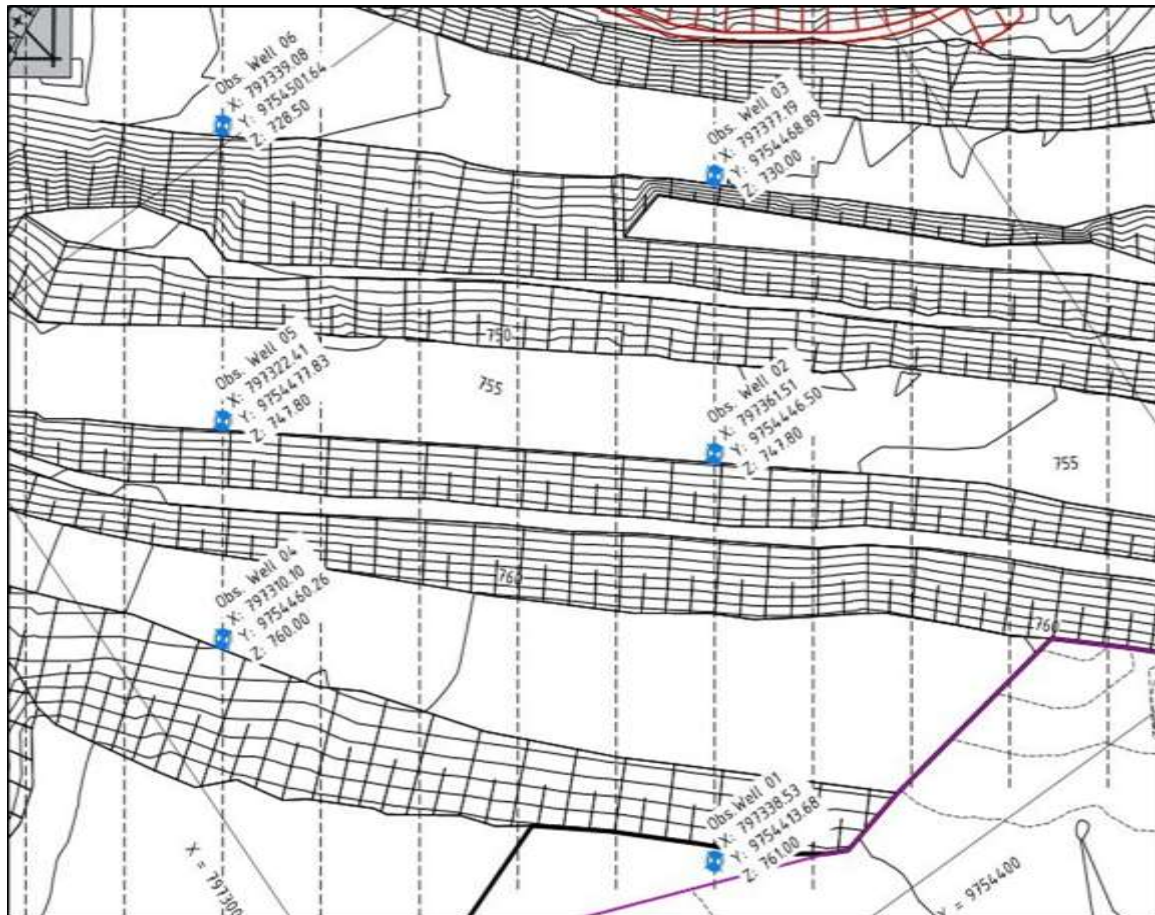 Obs. Well 06
X: 797339.08
Y: 9754501.64
Z: 728.50
Obs. Well 03
X: 797377.19
Y: 9754468.89
Z: 730.00
750
Obs. Well 05
X: 797322.41
Y: 9754477.83
Z: 747.80
755
Obs. Well 02
X: 797361.51
Y: 9754446.50
Z: 747.80
755
Obs. Well 04
X: 797310.10
Y: 9754460.26
Z: 760.00
760
760
Obs.Well 01
X: 797338.53
Y: 9754413.68
Z: 761.00
X = 797300
Y = 9754400